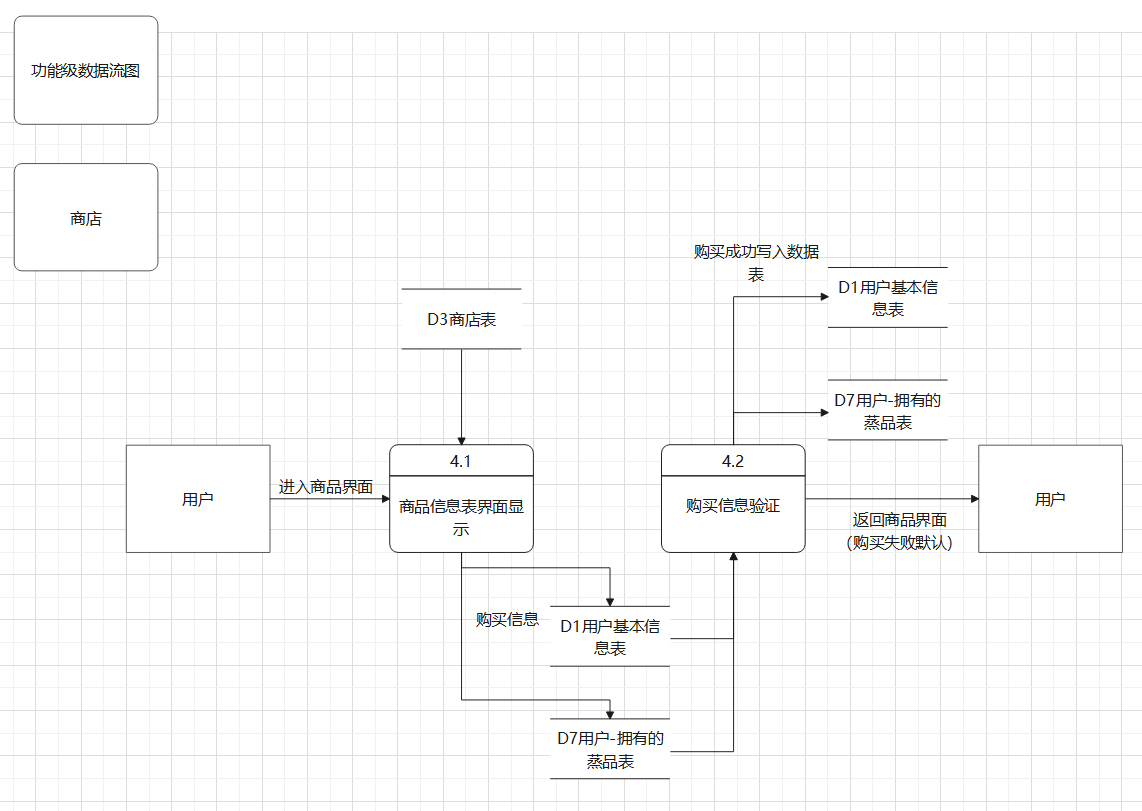 功能级数据流图
商店
购买成功写入数据
表
D1用户基本信
息表
D3商店表
D7用户-拥有的
蒸品表
用户
进入商品界面
4.1
商品信息表界面显
示
4.2
购买信息验证
返回商品界面
（购买失败默认）
用户
购买信息
D1用户基本信
息表
D7用户-拥有的
蒸品表